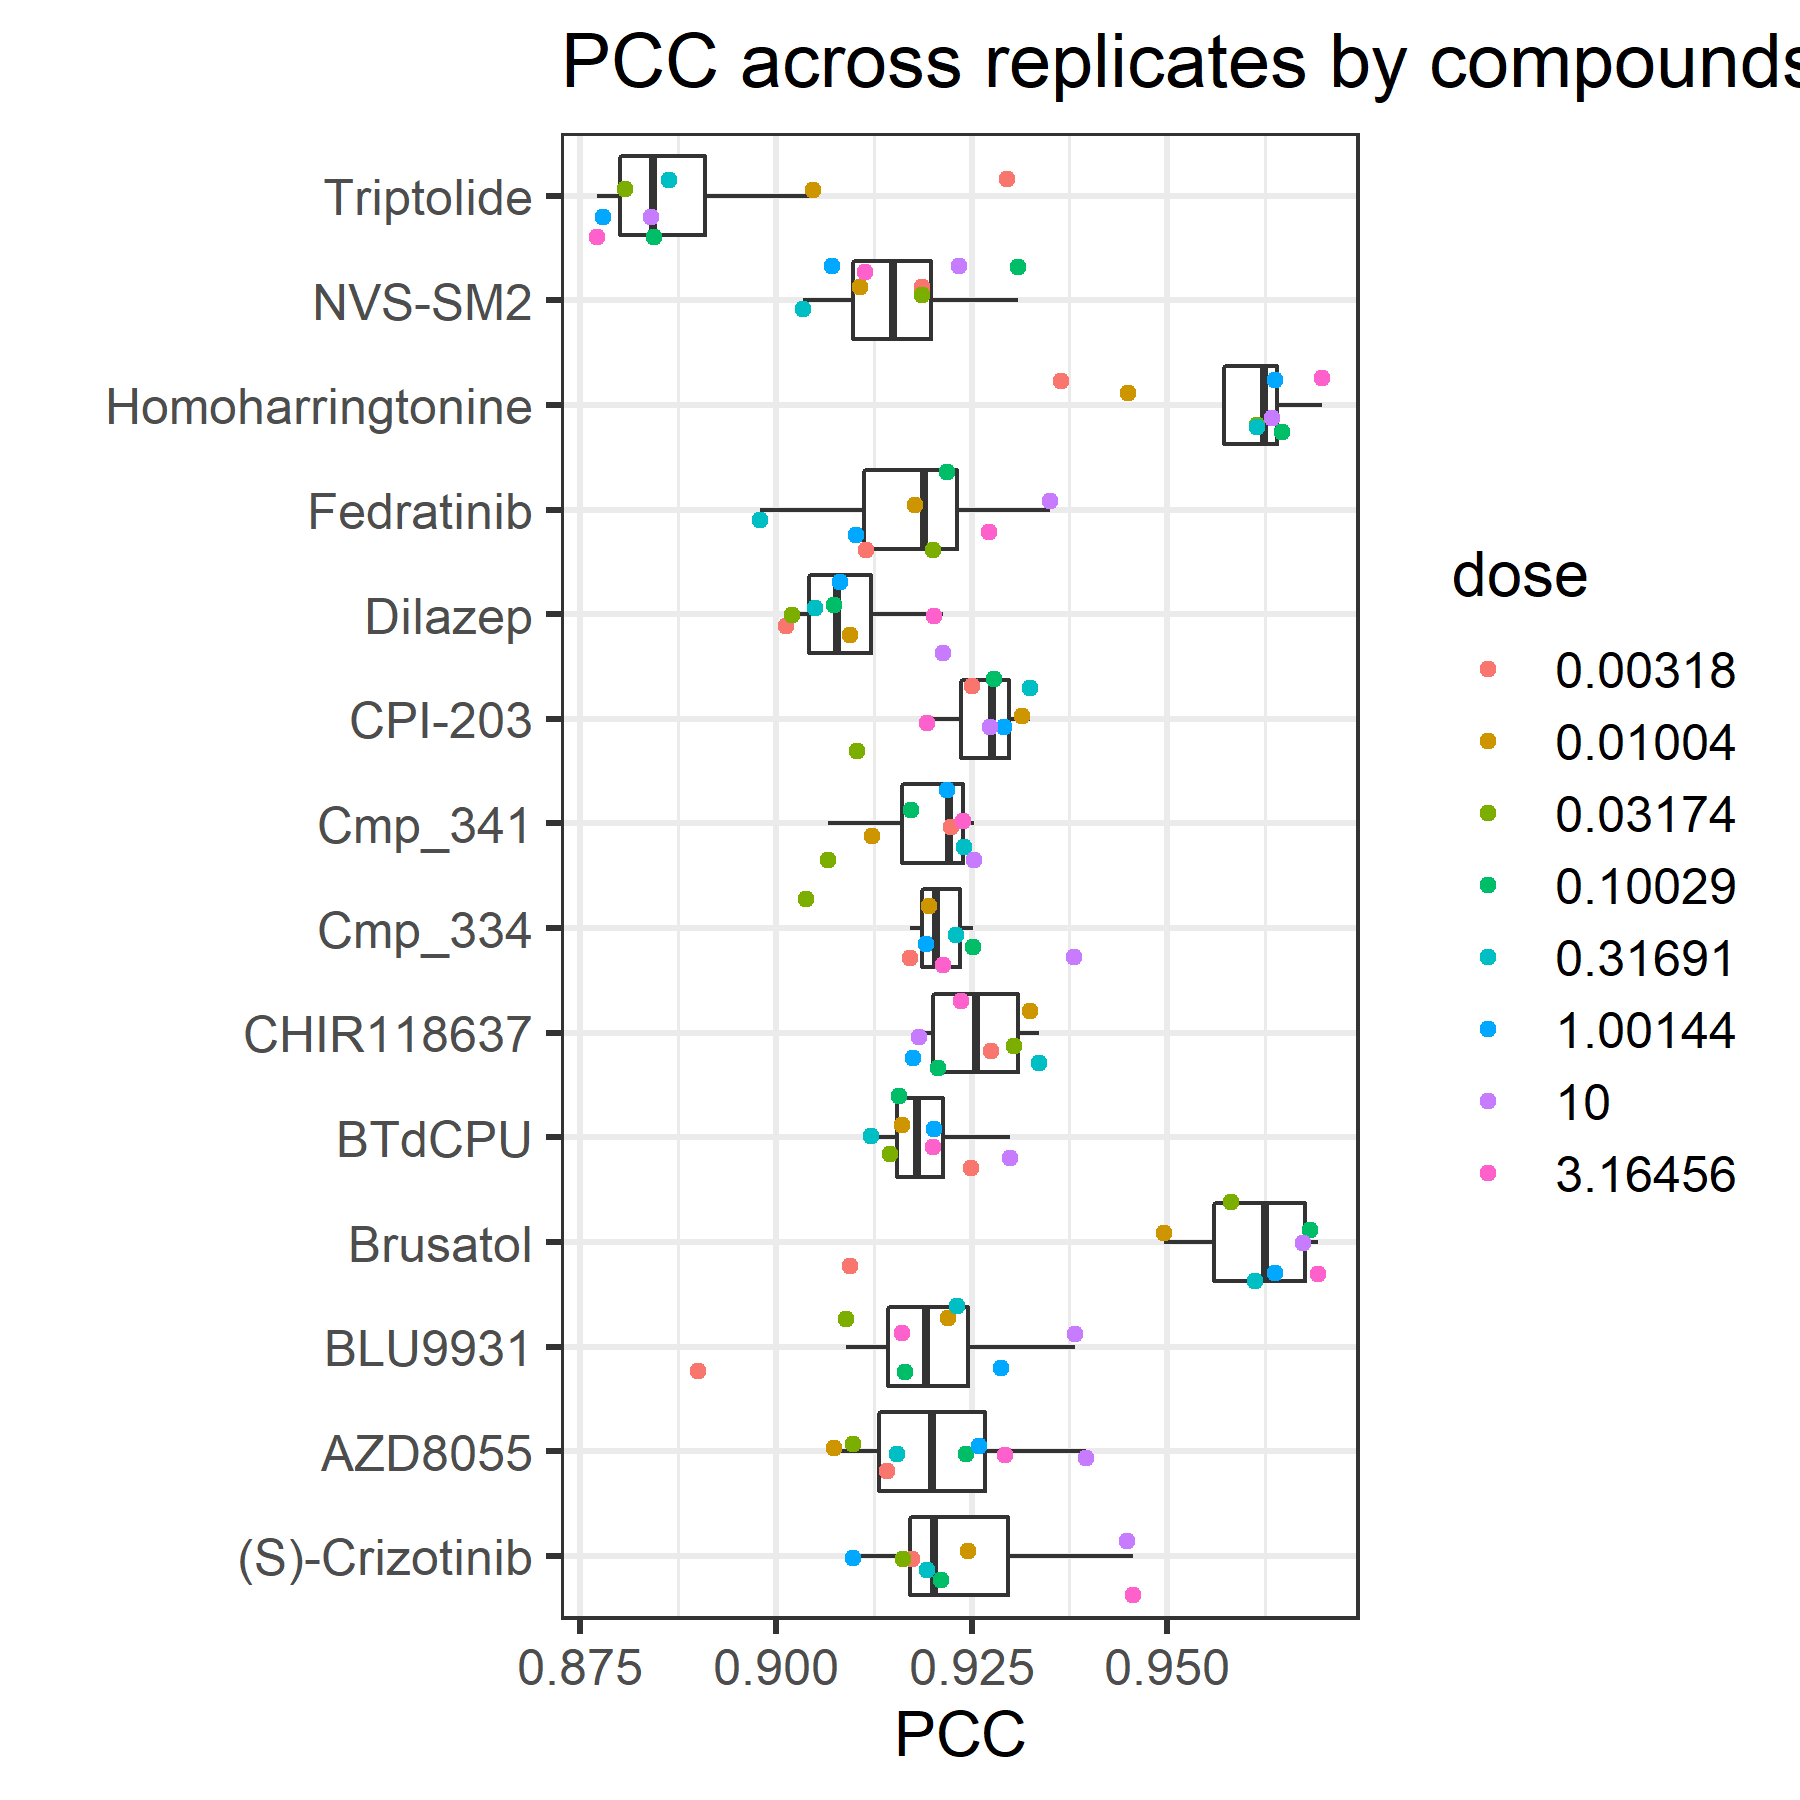 PCC across replicates by compounds
Triptolide
NVS-SM2
Homoharringtonine
Fedratinib
Dilazep
CPI-203
Cmp_341
Cmp_334
CHIR118637
BTdCPU
Brusatol
BLU9931
AZD8055
(S)-Crizotinib
0.875 0.900 0.925 0.950
PCC
dose
0.00318
0.01004
0.03174
0.10029
0.31691
1.00144
10
3.16456